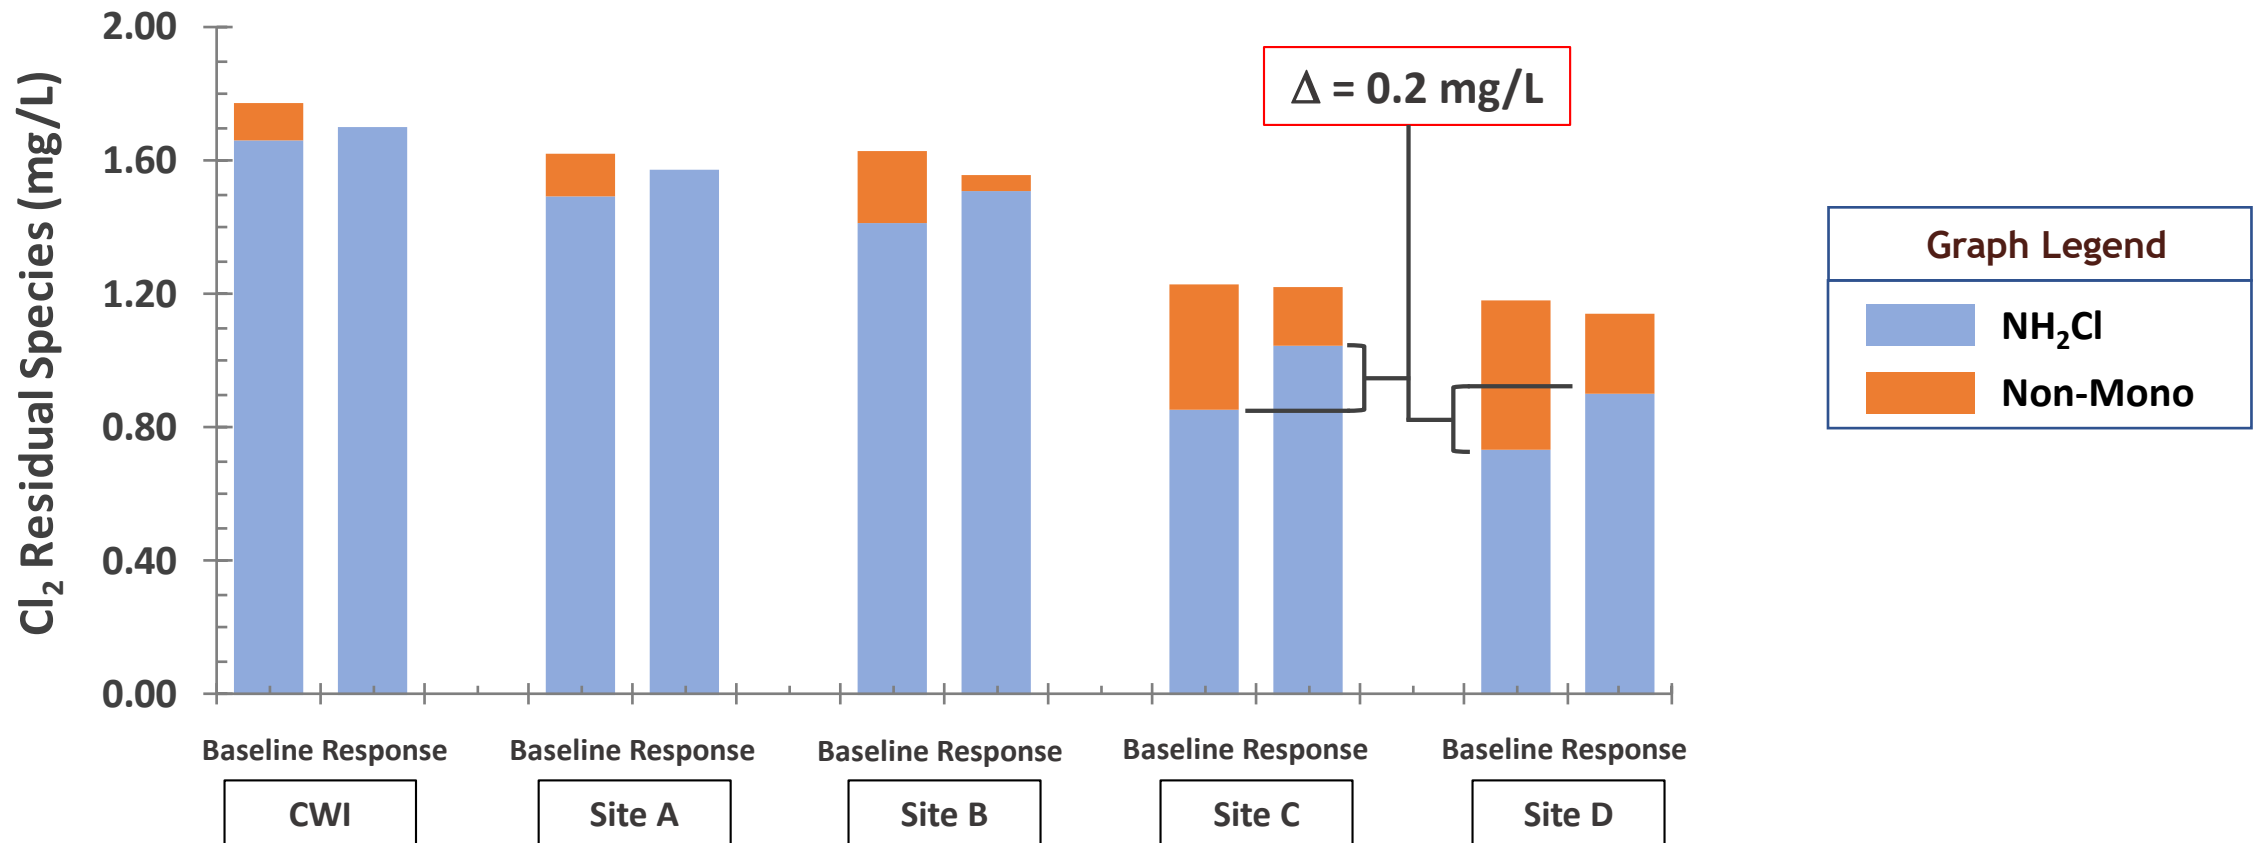 Cl₂ Residual Species (mg/L)
2.00
1.60
1.20
0.80
0.40
0.00
Δ = 0.2 mg/L
Baseline Response
Baseline Response
Baseline Response
Baseline Response
Baseline Response
CWI
Site A
Site B
Site C
Site D
Graph Legend
NH₂Cl
Non-Mono